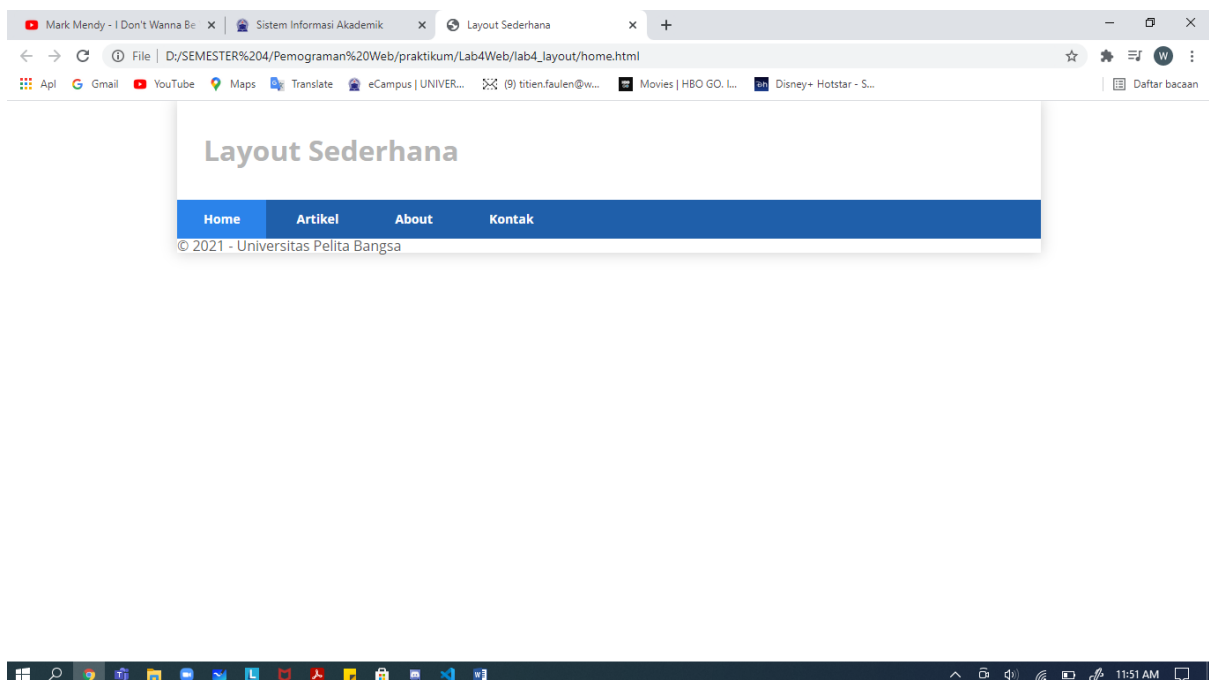 Mark Mendy - I Don't Wanna Be
Sistem Informasi Akademik
Layout Sederhana
File | D:/SEMESTER%204/Pemograman%20Web/praktikum/Lab4Web/lab4_layout/home.html
W
Apl
Gmail
YouTube
Maps
Translate
eCampus | UNIVER...
(9) titien.faulen@w...
Movies | HBO GO. I...
Disney+ Hotstar - S...
Daftar bacaan
Layout Sederhana
Home Artikel About Kontak
© 2021 - Universitas Pelita Bangsa
11:51 AM